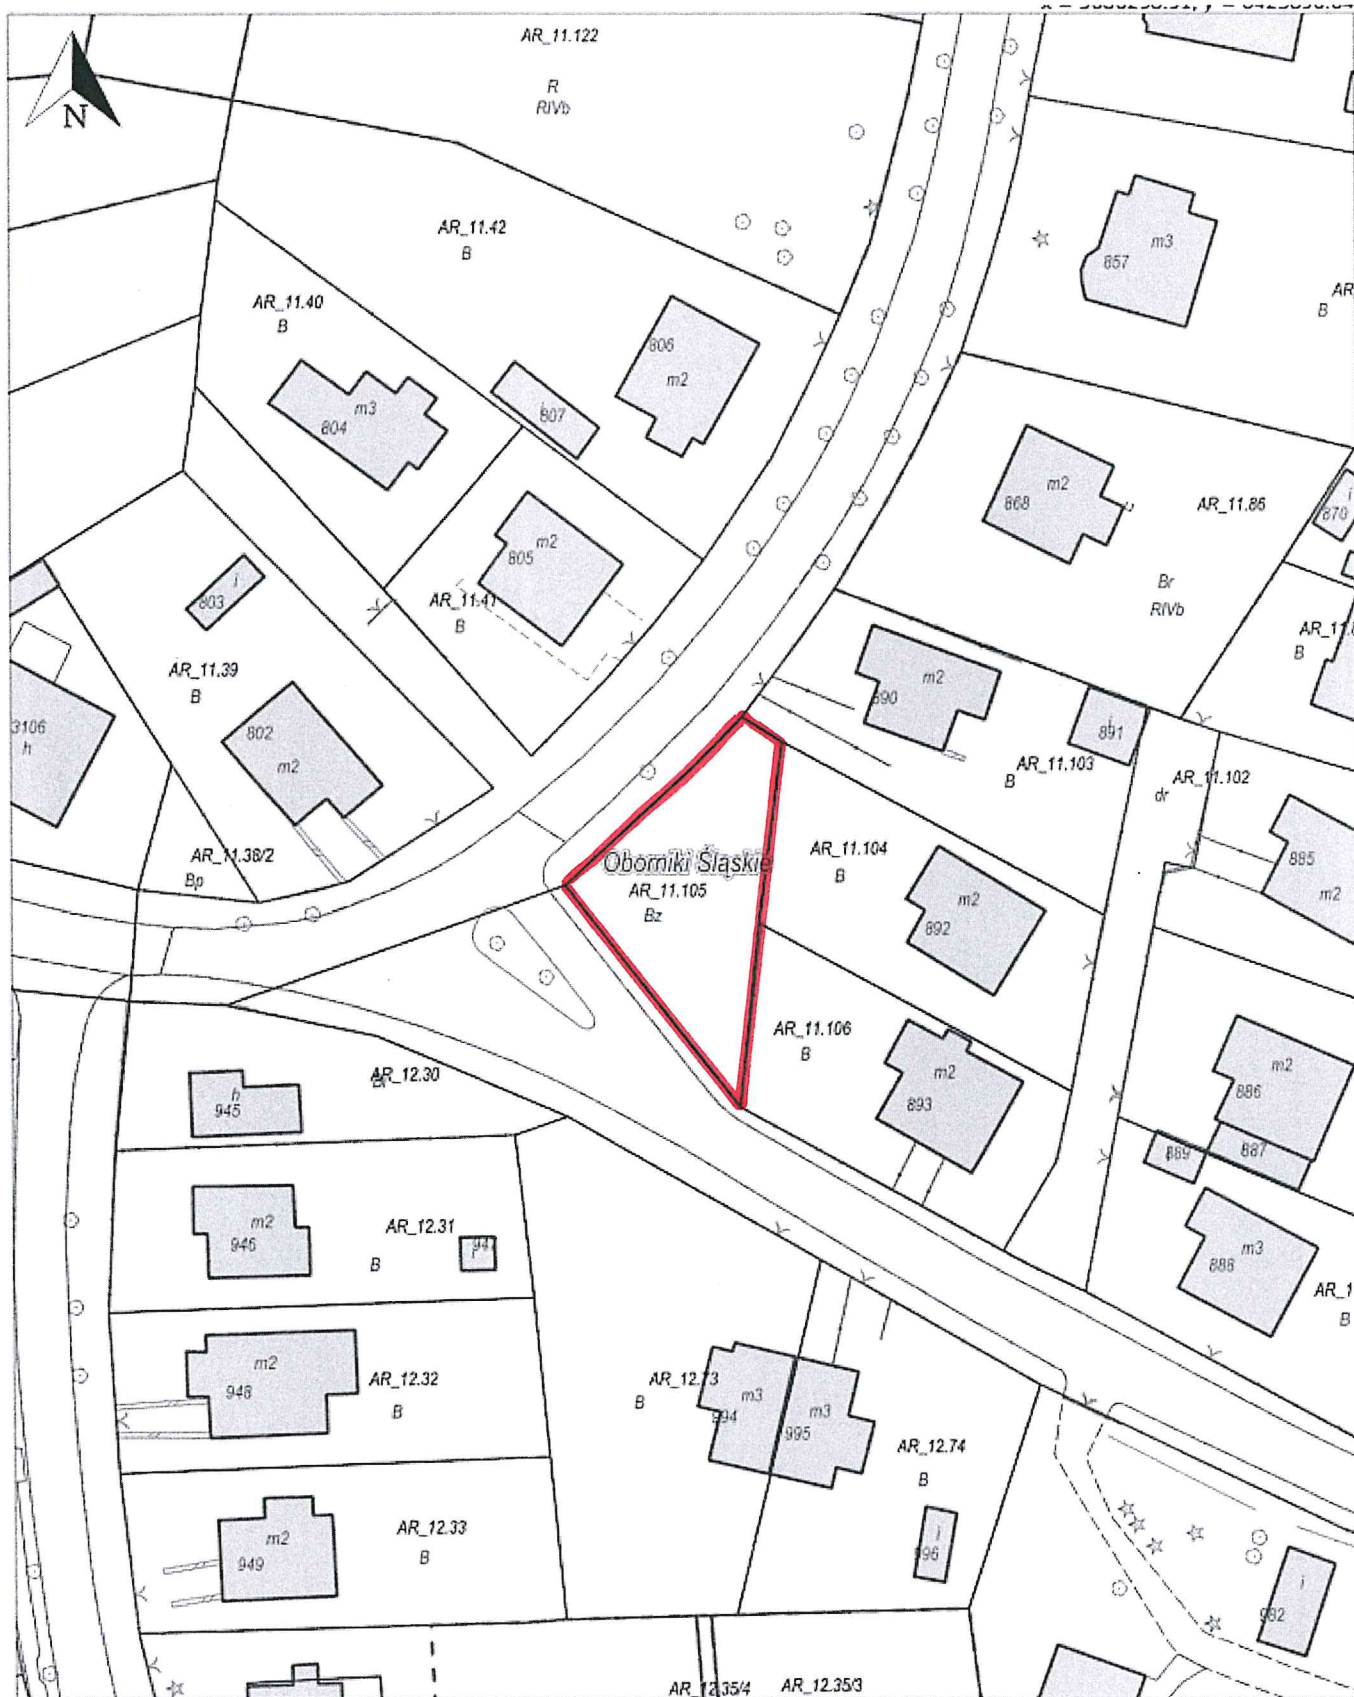 AR_11.122
R
RIVb
N
AR_11.42
B
m3
857
AR
B
AR_11.40
B
806
m2
m3
804
i
807
m2
868
AR_11.86
i
870
m2
805
Br
RIVb
AR_11.41
B
i
803
AR_11.39
B
B
m2
890
3106
h
802
m2
i
891
AR_11.103
B
AR_11.102
dr
AR_11.38/2
Bp
Oborniki Śląskie
AR_11.105
Bz
AR_11.104
B
885
m2
m2
892
AR_11.106
B
AR_12.30
h
945
m2
893
m2
886
889
887
m2
946
AR_12.31
B
m3
888
AR_1
B
m2
948
AR_12.32
B
AR_12.73
B
m3
994
m3
995
AR_12.74
B
AR_12.33
B
m2
949
i
996
i
982
AR_12.35/4
AR_12.35/3